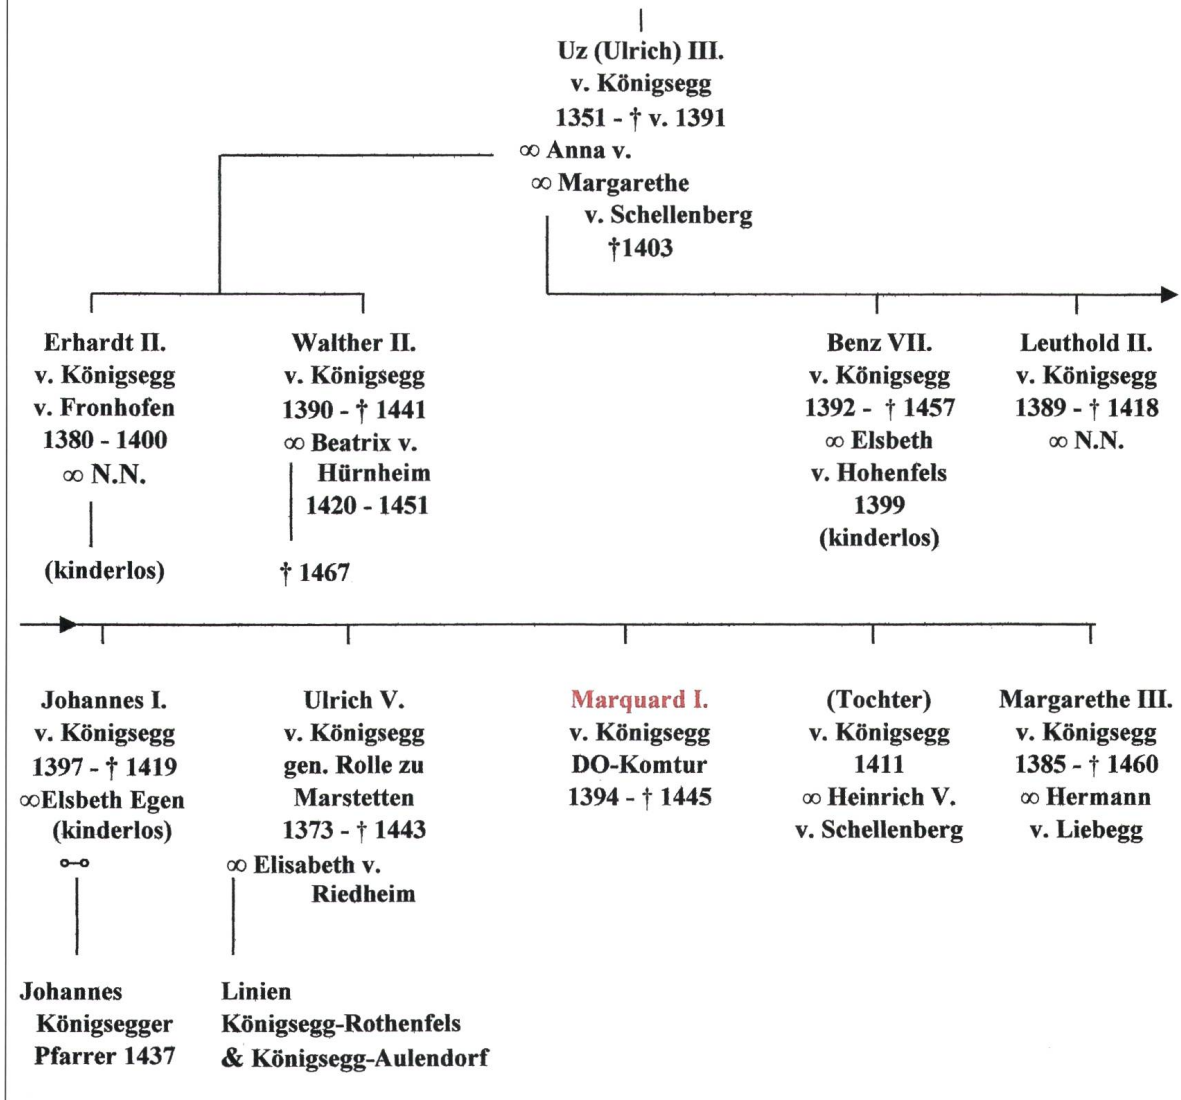 Uz (Ulrich) III.
v. Königsegg
1351 - † v. 1391
∞ Anna v.
∞ Margarethe
v. Schellenberg
†1403
Erhardt II.
v. Königsegg
v. Fronhofen
1380 - 1400
∞ N.N.
(kinderlos)
Walther II.
v. Königsegg
1390 - † 1441
∞ Beatrix v.
Hürnheim
1420 - 1451
† 1467
Benz VII.
v. Königsegg
1392 - † 1457
∞ Elsbeth
v. Hohenfels
1399
(kinderlos)
Leuthold II.
v. Königsegg
1389 - † 1418
∞ N.N.
Johannes I.
v. Königsegg
1397 - † 1419
∞Elsbeth Egen
(kinderlos)
o-o
Johannes
Königsegger
Pfarrer 1437
Ulrich V.
v. Königsegg
gen. Rolle zu
Marstetten
1373 - † 1443
∞ Elisabeth v.
Riedheim
Linien
Königsegg-Rothenfels
& Königsegg-Aulendorf
Marquard I.
v. Königsegg
DO-Komtur
1394 - † 1445
(Tochter)
v. Königsegg
1411
∞ Heinrich V.
v. Schellenberg
Margarethe III.
v. Königsegg
1385 - † 1460
∞ Hermann
v. Liebegg